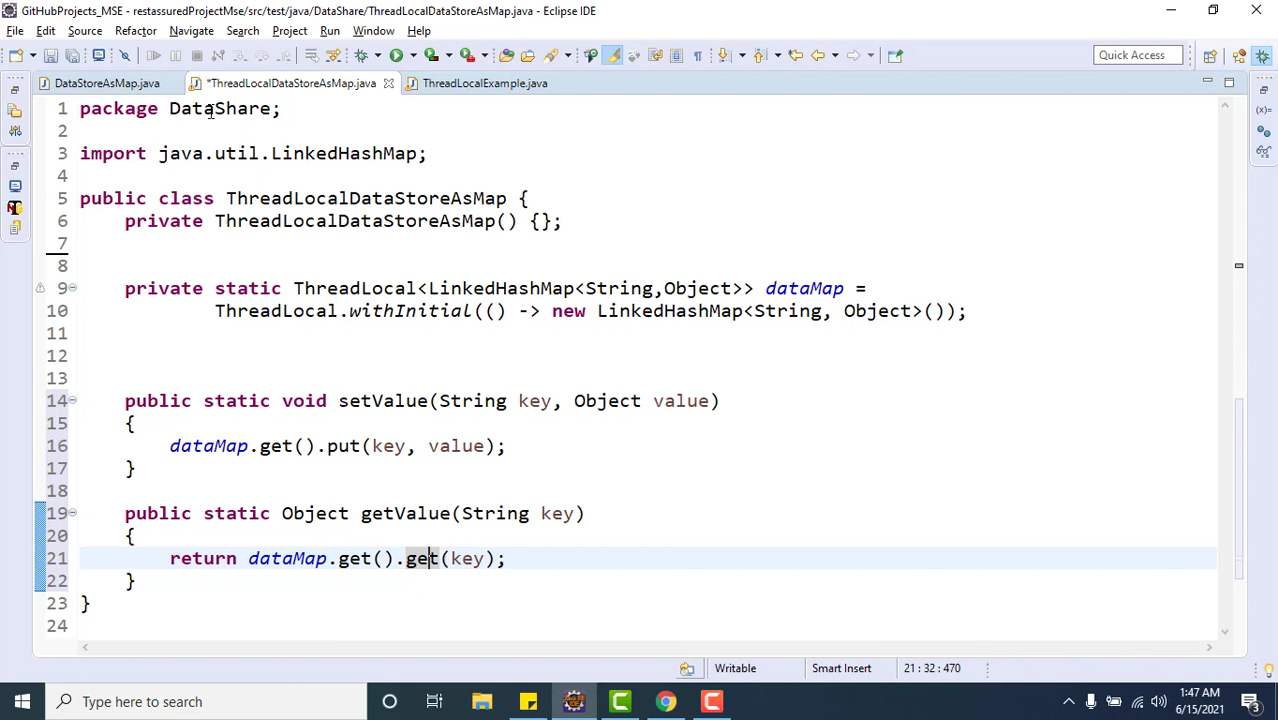 GitHubProjects_MSE - restassuredProjectMse/src/test/java/DataShare/ThreadLocalDataStoreAsMap.java - Eclipse IDE
File Edit Source Refactor Navigate Search Project Run Window Help
Quick Access
DataStoreAsMap.java *ThreadLocalDataStoreAsMap.java ThreadLocalExample.java
1 package DataShare;
2
3 import java.util.LinkedHashMap;
4
5 public class ThreadLocalDataStoreAsMap {
6 private ThreadLocalDataStoreAsMap() {};
7
8
9 private static ThreadLocal<LinkedHashMap<String,Object>> dataMap =
10 ThreadLocal.withInitial(() -> new LinkedHashMap<String, Object>());
11
12
13
14 public static void setValue(String key, Object value)
15 {
16 dataMap.get().put(key, value);
17 }
18
19 public static Object getValue(String key)
20 {
21 return dataMap.get().get(key);
22 }
23 }
24
Writable Smart Insert 21 : 32 : 470
Type here to search
1:47 AM
6/15/2021
3